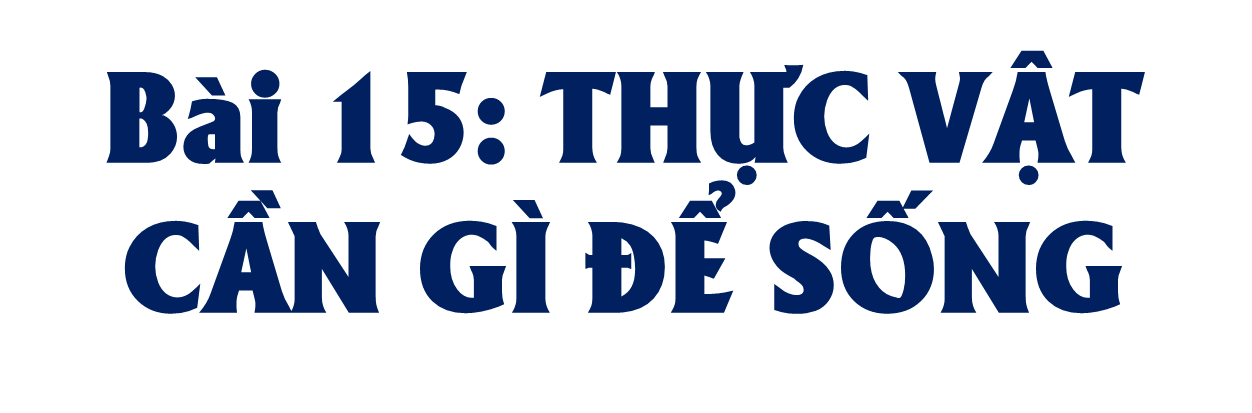 Bài 15: THỰC VẬT
CẦN GÌ ĐỂ SỐNG